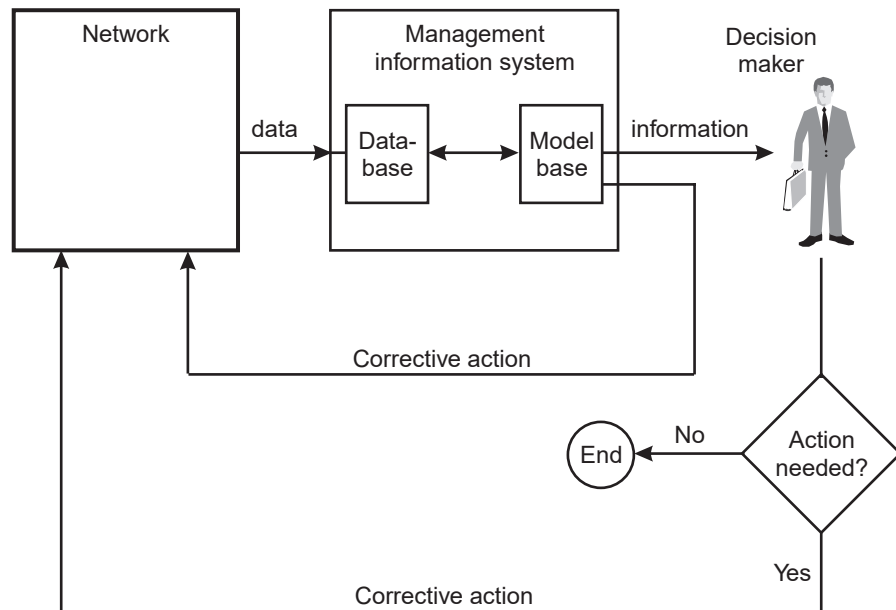 Network
Management
information system
Decision
maker
data
Data-
base
Model
base
information
Corrective action
End
No
Action
needed?
Yes
Corrective action